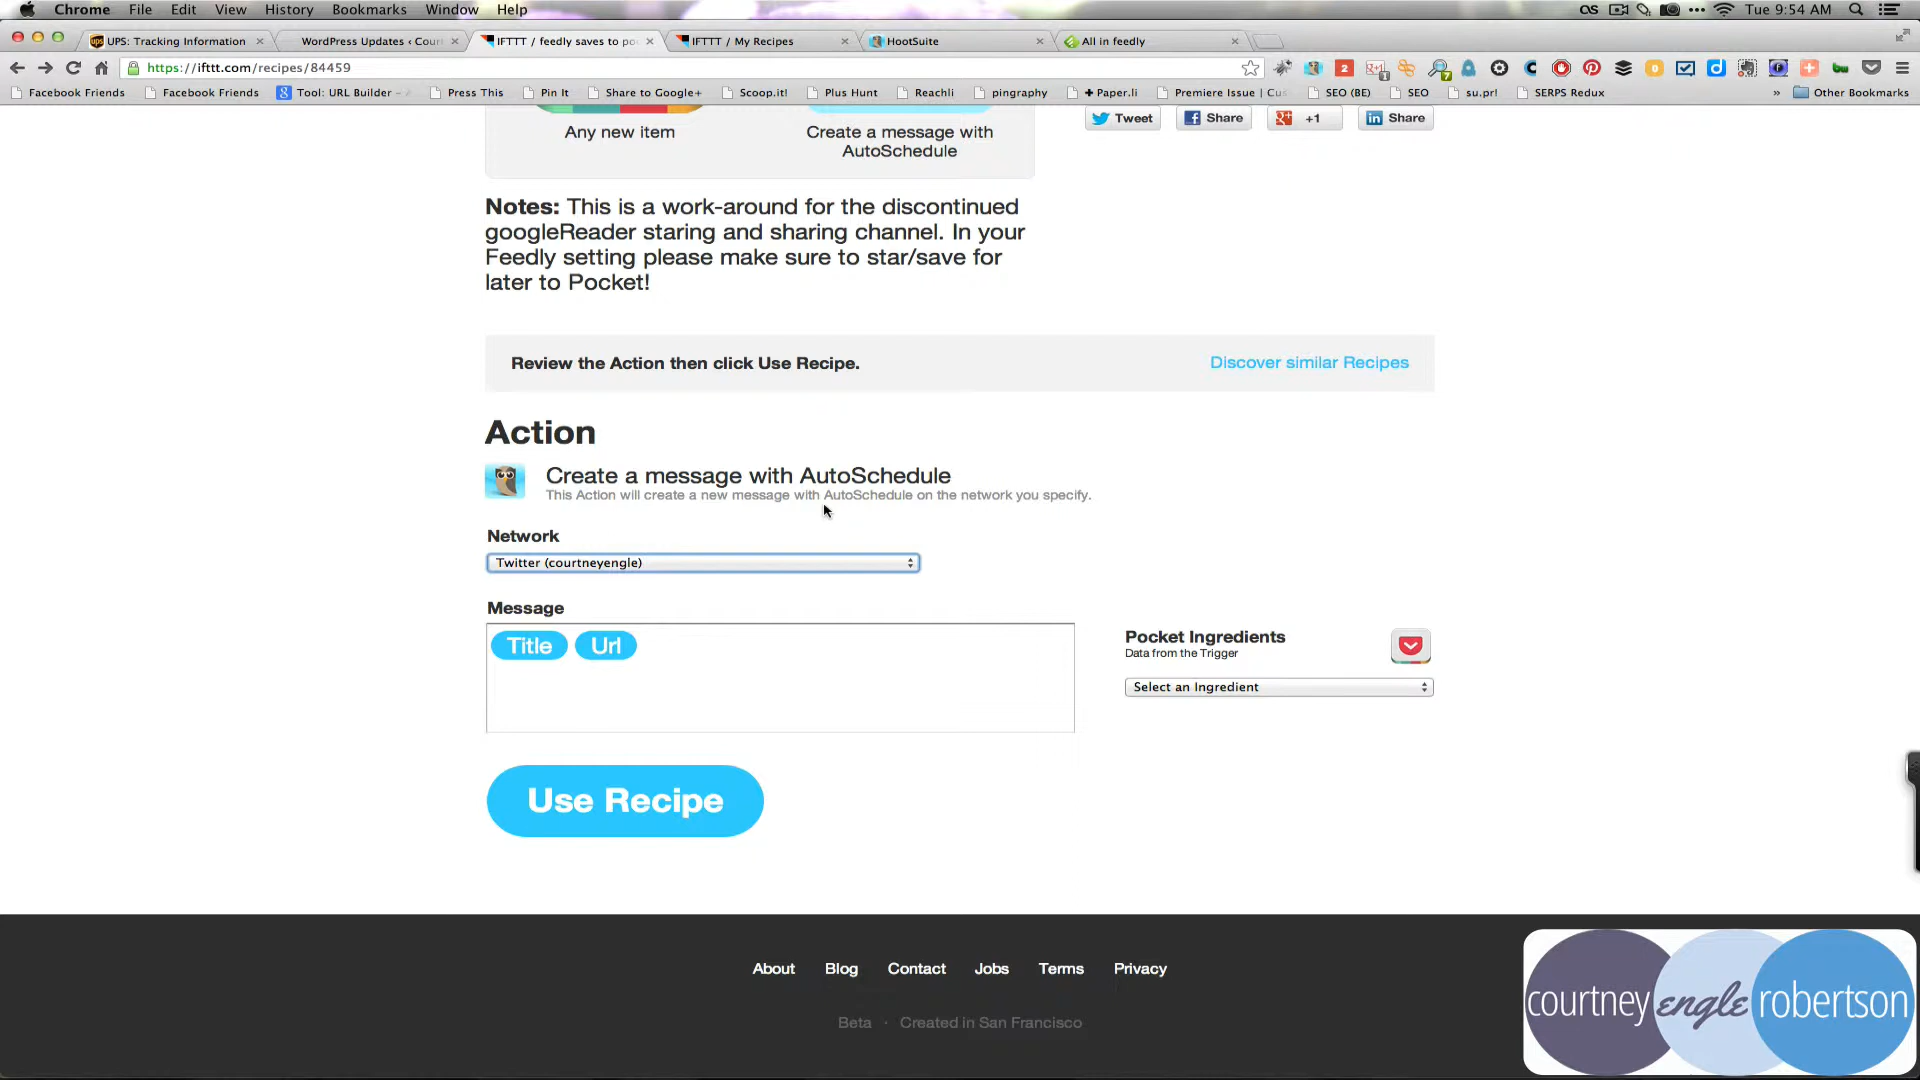 Chrome File Edit View History Bookmarks Window Help Tue 9:54 AM
UPS: Tracking Information WordPress Updates ‹ Cour IFTTT / feedly saves to po IFTTT / My Recipes HootSuite All in feedly
https://ifttt.com/recipes/84459
Facebook Friends Facebook Friends Tool: URL Builder – Press This Pin It Share to Google+ Scoop.it! Plus Hunt Reachli pingraphy ✚ Paper.li Premiere Issue | Cus SEO (BE) SEO su.pr! SERPS Redux » Other Bookmarks
Tweet Share +1 Share
Any new item Create a message with
AutoSchedule
Notes: This is a work-around for the discontinued
googleReader staring and sharing channel. In your
Feedly setting please make sure to star/save for
later to Pocket!
Review the Action then click Use Recipe. Discover similar Recipes
Action
Create a message with AutoSchedule
This Action will create a new message with AutoSchedule on the network you specify.
Network
Twitter (courtneyengle)
Message
Title Url
Pocket Ingredients
Data from the Trigger
Select an Ingredient
Use Recipe
About Blog Contact Jobs Terms Privacy
Beta · Created in San Francisco
courtney engle robertson